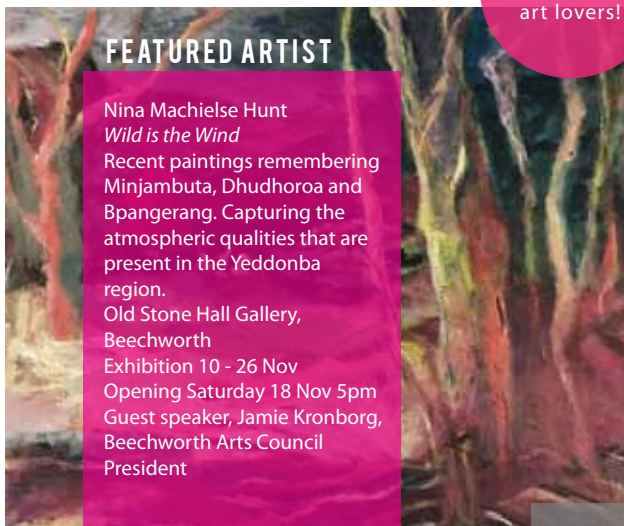 art lovers!
FEATURED ARTIST
Nina Machielse Hunt
Wild is the Wind
Recent paintings remembering
Minjambuta, Dhudhoroa and
Bpangerang. Capturing the
atmospheric qualities that are
present in the Yeddonba
region.
Old Stone Hall Gallery,
Beechworth
Exhibition 10 - 26 Nov
Opening Saturday 18 Nov 5pm
Guest speaker, Jamie Kronborg,
Beechworth Arts Council
President